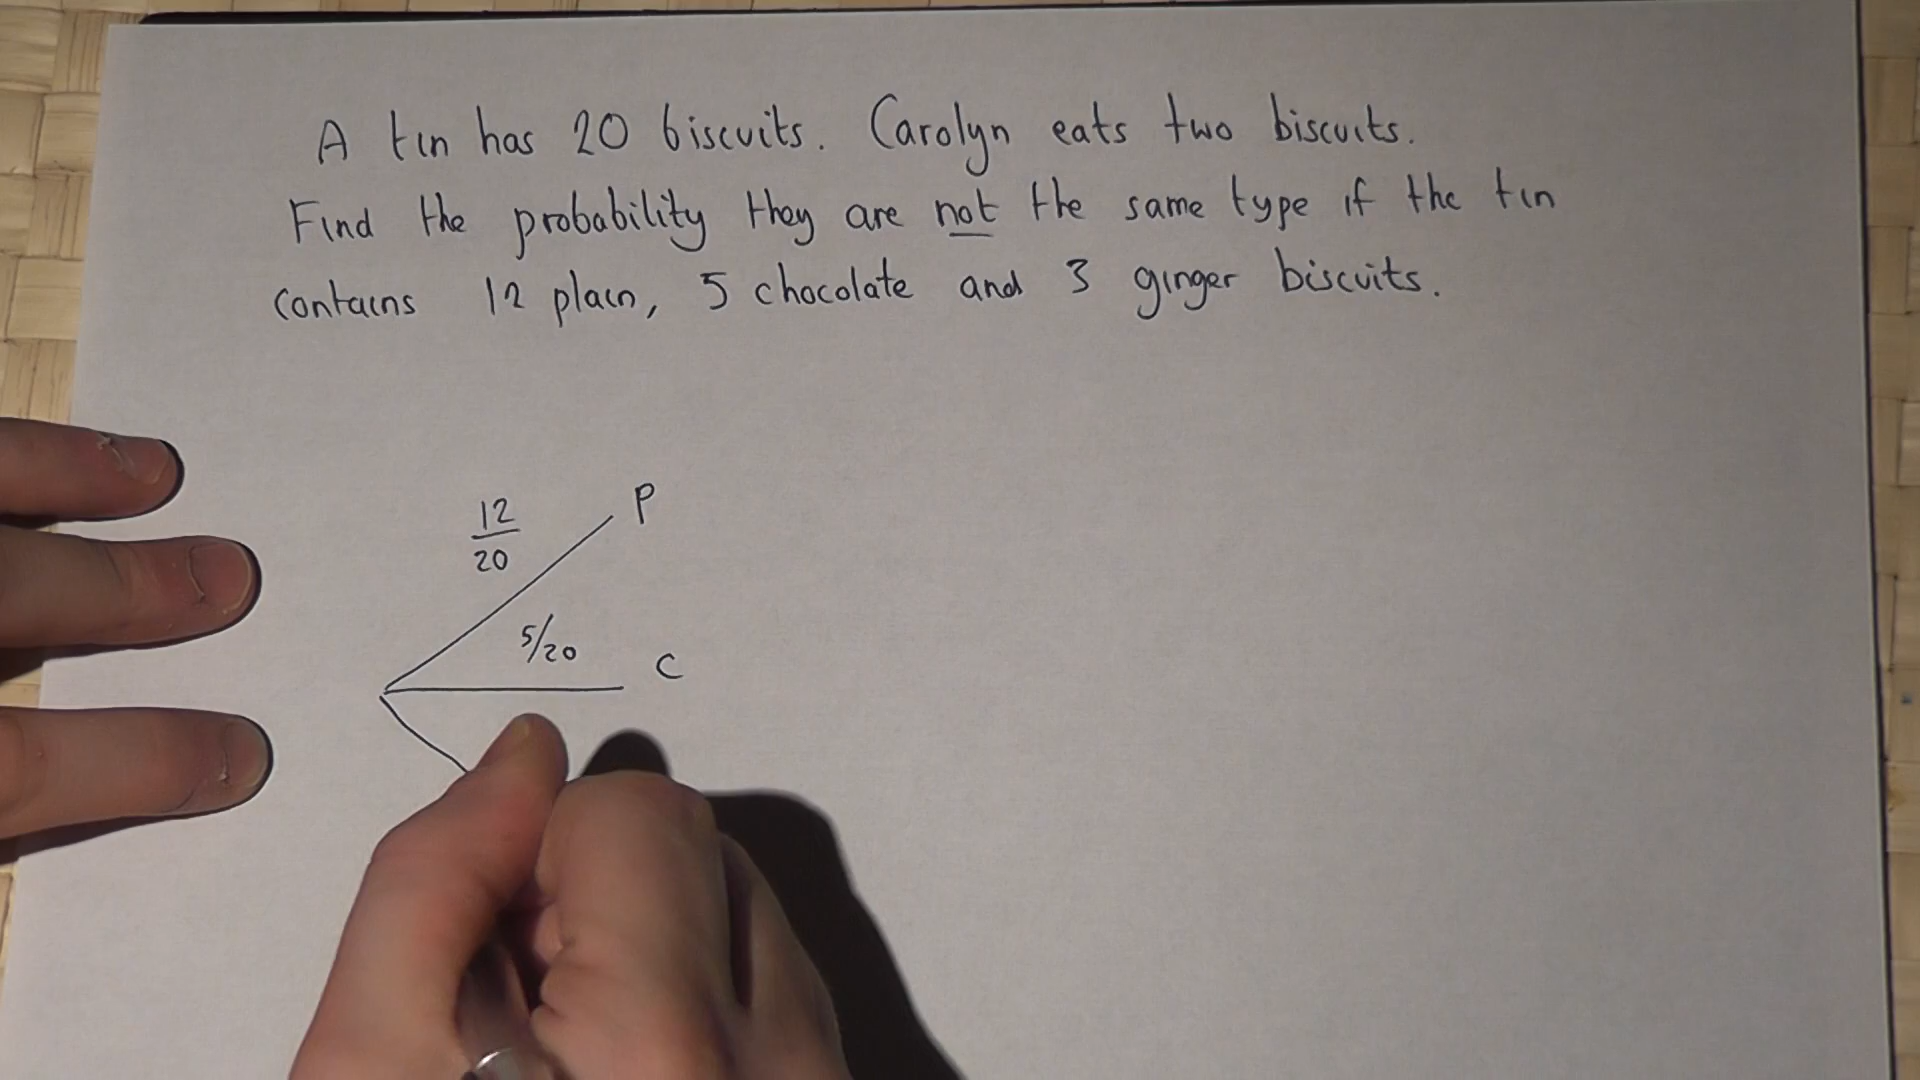 A tin has 20 biscuits. Carolyn eats two biscuits.
Find the probability they are not the same type if the tin
contains 12 plain, 5 chocolate and 3 ginger biscuits.
12
20
P
5/20
C